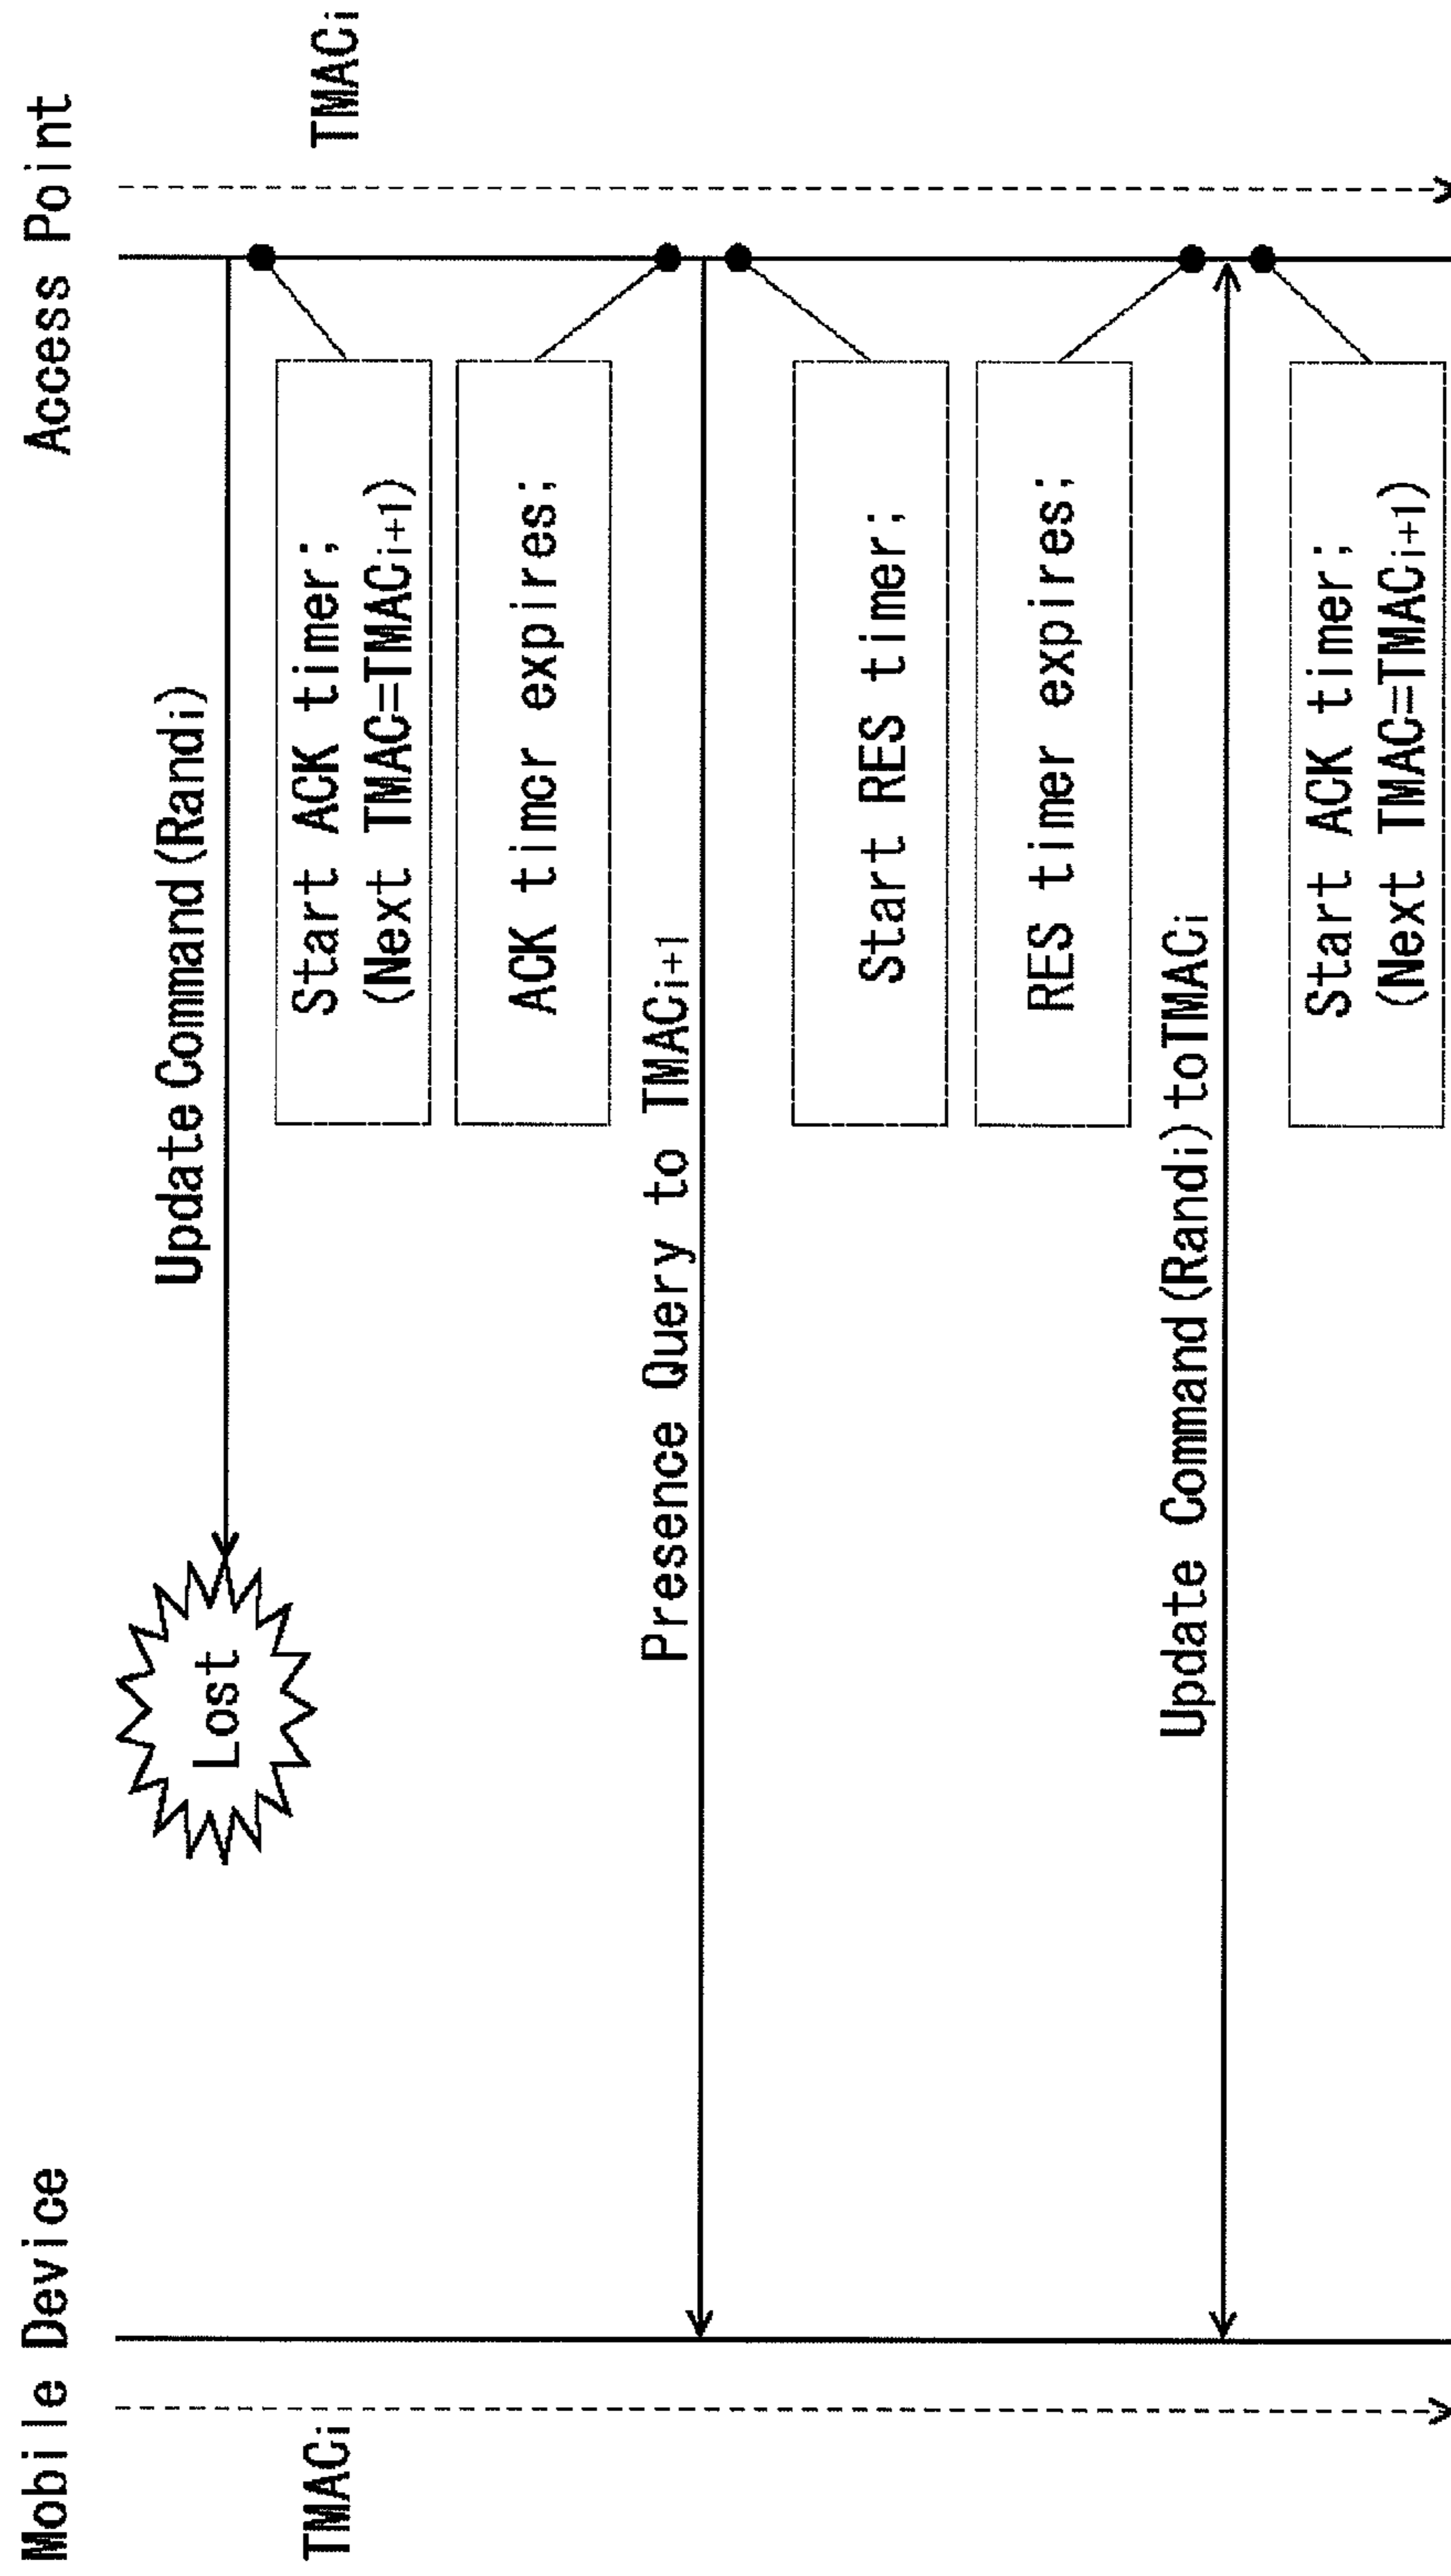 Mobile Device
Access Point
TMACi
TMACi
Update Command (Randi)
Lost
Start ACK timer;
(Next TMAC=TMACi+1)
ACK timer expires;
Presence Query to TMACi+1
Start RES timer;
RES timer expires;
Update Command (Randi) toTMACi
Start ACK timer;
(Next TMAC=TMACi+1)